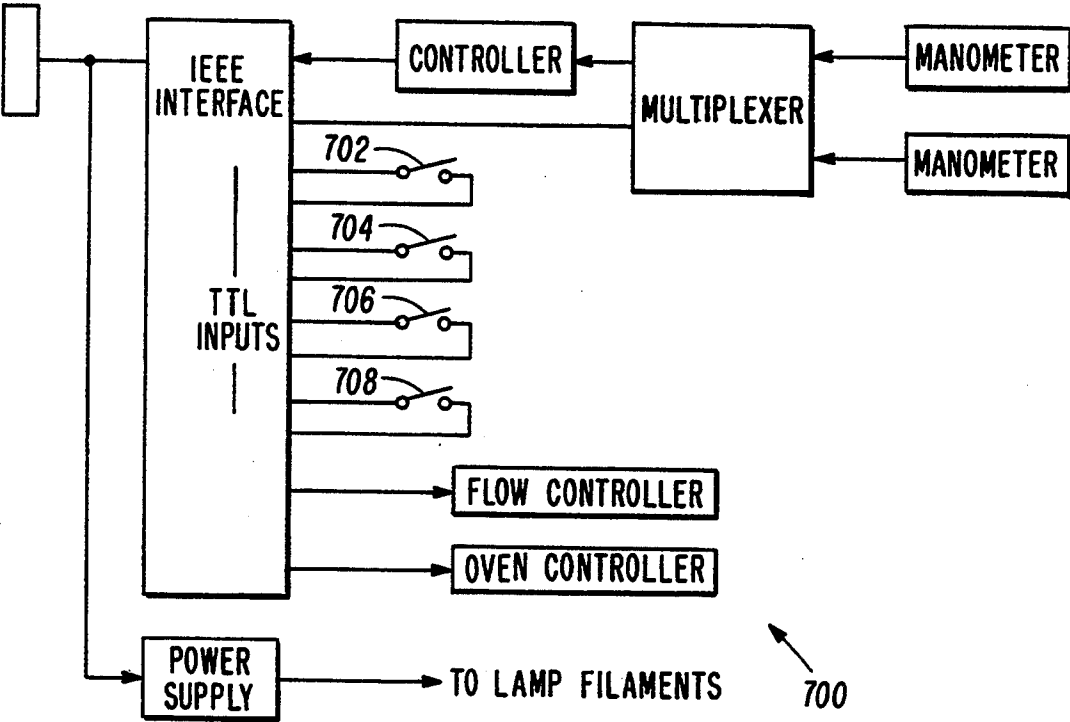 IEEE
INTERFACE
CONTROLLER
MULTIPLEXER
MANOMETER
MANOMETER
702
704
TTL
INPUTS
706
708
FLOW CONTROLLER
OVEN CONTROLLER
POWER
SUPPLY
TO LAMP FILAMENTS
700